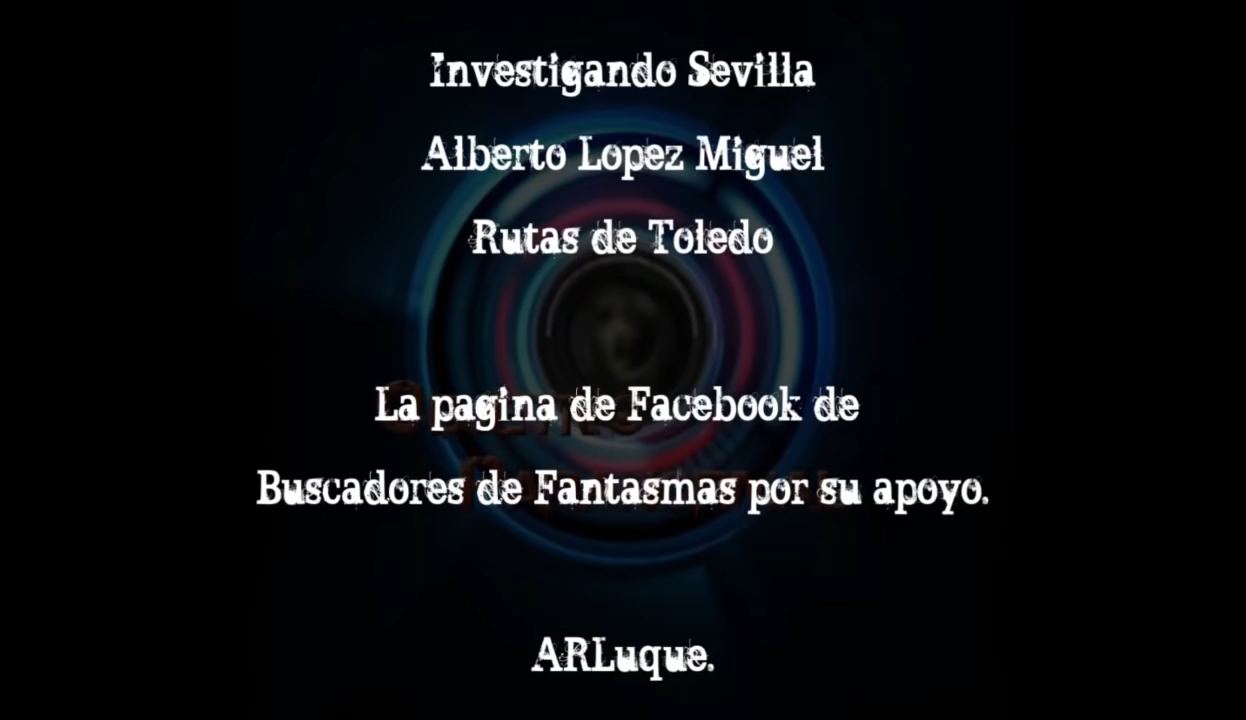 Investigando Sevilla
Alberto Lopez Miguel
Rutas de Toledo
La pagina de Facebook de
Buscadores de Fantasmas por su apoyo.
ARLuque.